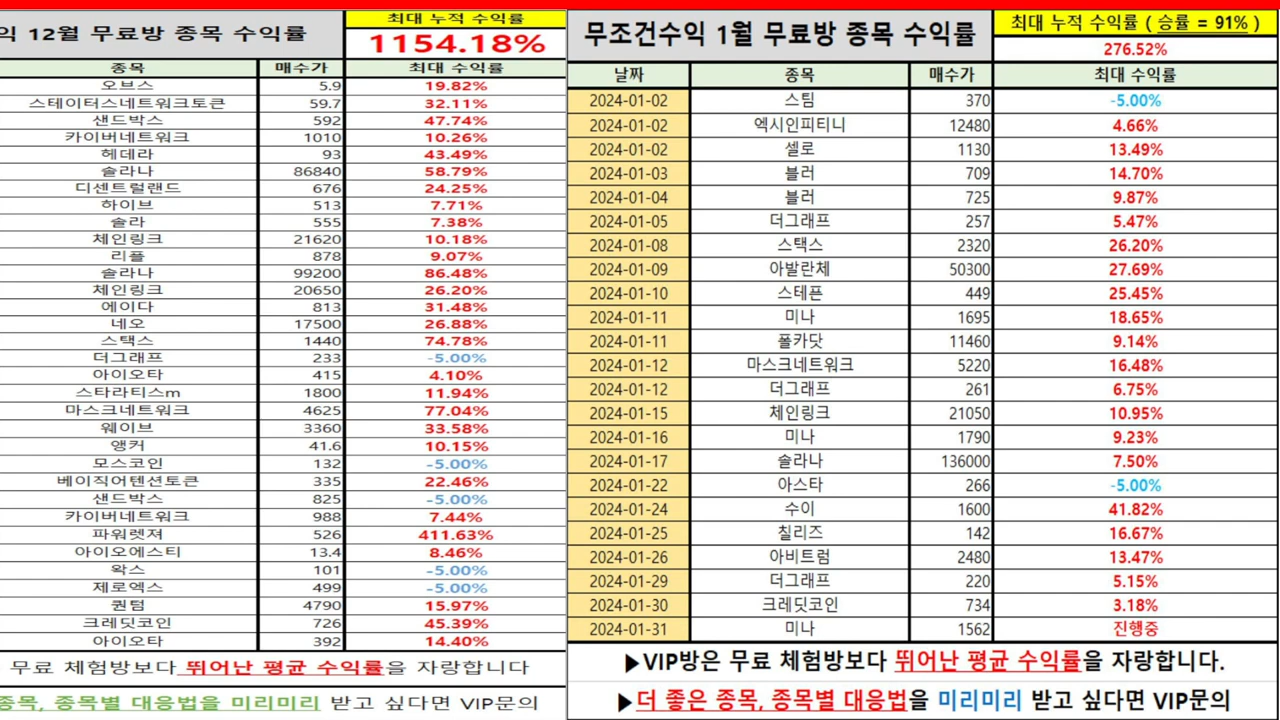 익 12월 무료방 종목 수익률
최대 누적 수익률
1154.18%
종목 매수가 최대 수익률
오브스 5.9 19.82%
스테이터스네트워크토큰 59.7 32.11%
샌드박스 592 47.74%
카이버네트워크 1010 10.26%
헤데라 93 43.49%
솔라나 86840 58.79%
디센트럴랜드 676 24.25%
하이브 513 7.71%
솔라 555 7.38%
체인링크 21620 10.18%
리플 878 9.07%
솔라나 99200 86.48%
체인링크 20650 26.20%
에이다 813 31.48%
네오 17500 26.88%
스택스 1440 74.78%
더그래프 233 -5.00%
아이오타 415 4.10%
스타라티스m 1800 11.94%
마스크네트워크 4625 77.04%
웨이브 3360 33.58%
앵커 41.6 10.15%
모스코인 132 -5.00%
베이직어텐션토큰 335 22.46%
샌드박스 825 -5.00%
카이버네트워크 988 7.44%
파워렛져 526 411.63%
아이오에스티 13.4 8.46%
왁스 101 -5.00%
제로엑스 499 -5.00%
퀀텀 4790 15.97%
크레딧코인 726 45.39%
아이오타 392 14.40%
무료 체험방보다 뛰어난 평균 수익률을 자랑합니다
종목, 종목별 대응법을 미리미리 받고 싶다면 VIP문의
무조건수익 1월 무료방 종목 수익률
최대 누적 수익률 ( 승률 = 91% )
276.52%
날짜 종목 매수가 최대 수익률
2024-01-02 스팀 370 -5.00%
2024-01-02 엑시인피티니 12480 4.66%
2024-01-02 셀로 1130 13.49%
2024-01-03 블러 709 14.70%
2024-01-04 블러 725 9.87%
2024-01-05 더그래프 257 5.47%
2024-01-08 스택스 2320 26.20%
2024-01-09 아발란체 50300 27.69%
2024-01-10 스테픈 449 25.45%
2024-01-11 미나 1695 18.65%
2024-01-11 폴카닷 11460 9.14%
2024-01-12 마스크네트워크 5220 16.48%
2024-01-12 더그래프 261 6.75%
2024-01-15 체인링크 21050 10.95%
2024-01-16 미나 1790 9.23%
2024-01-17 솔라나 136000 7.50%
2024-01-22 아스타 266 -5.00%
2024-01-24 수이 1600 41.82%
2024-01-25 칠리즈 142 16.67%
2024-01-26 아비트럼 2480 13.47%
2024-01-29 더그래프 220 5.15%
2024-01-30 크레딧코인 734 3.18%
2024-01-31 미나 1562 진행중
▶VIP방은 무료 체험방보다 뛰어난 평균 수익률을 자랑합니다.
▶더 좋은 종목, 종목별 대응법을 미리미리 받고 싶다면 VIP문의